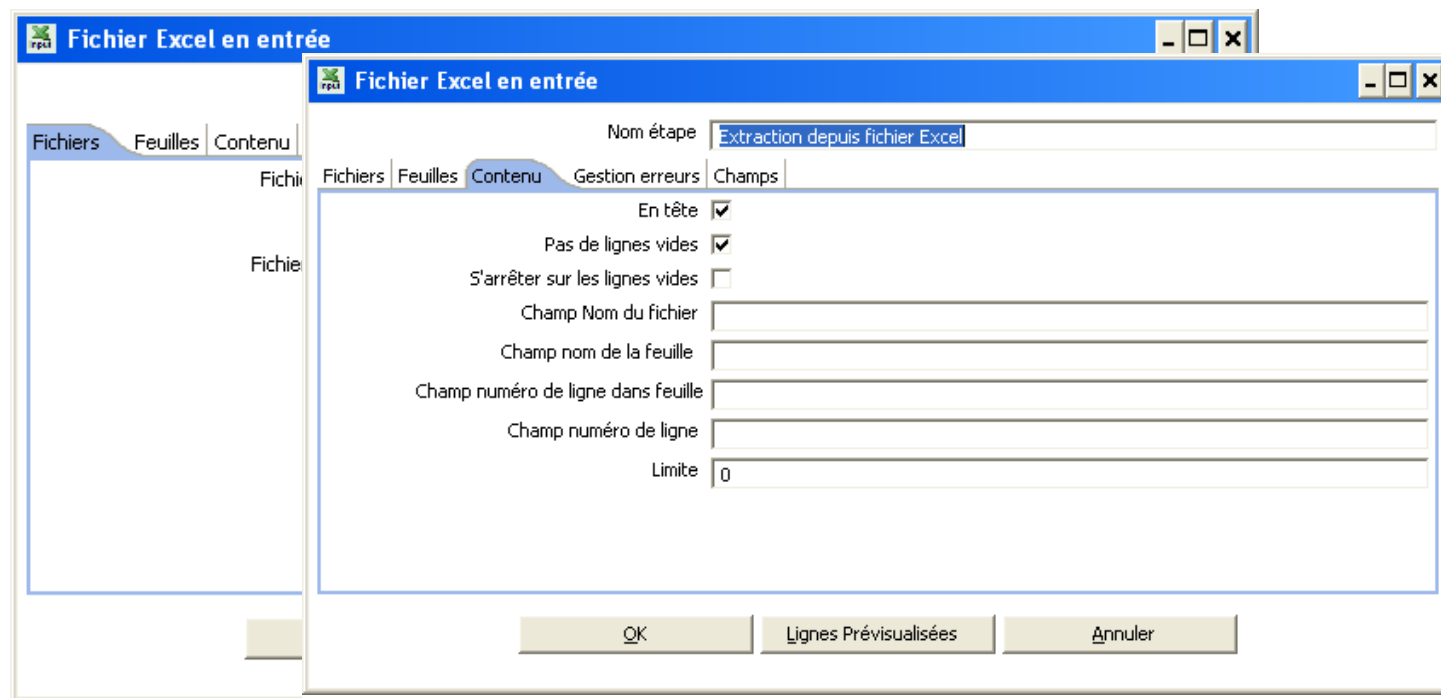 Fichier Excel en entrée
Fichiers Feuilles Contenu
Fichi
Fichie
Fichier Excel en entrée
Nom étape Extraction depuis fichier Excel
Fichiers Feuilles Contenu Gestion erreurs Champs
En tête
Pas de lignes vides
S'arrêter sur les lignes vides
Champ Nom du fichier
Champ nom de la feuille
Champ numéro de ligne dans feuille
Champ numéro de ligne
Limite 0
OK Lignes Prévisualisées Annuler